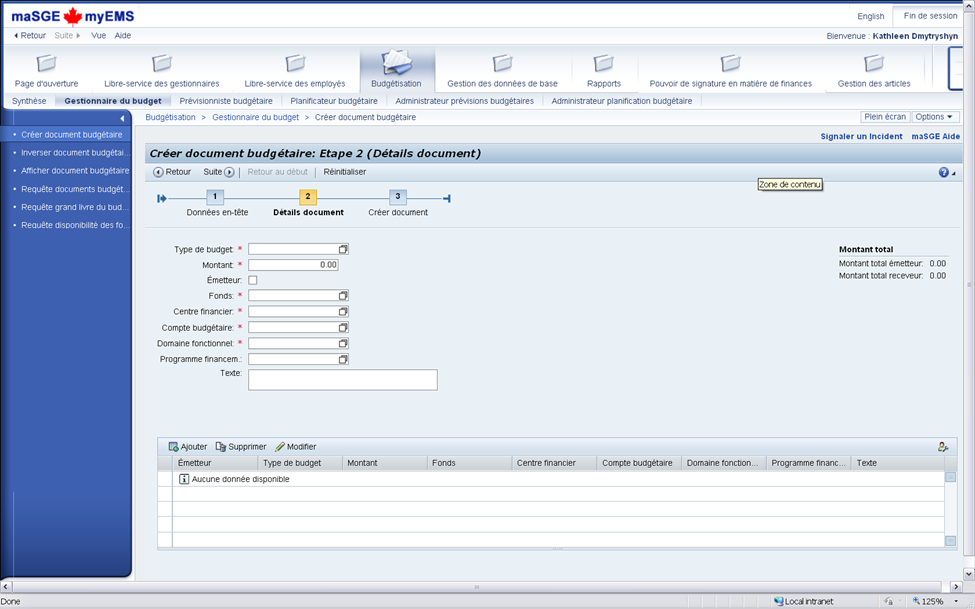 maSGE myEMS
English Fin de session
Retour Suite Vue Aide
Bienvenue : Kathleen Dmytryshyn
Page d'ouverture Libre-service des gestionnaires Libre-service des employés Budgétisation Gestion des données de base Rapports Pouvoir de signature en matière de finances Gestion des articles
Synthèse Gestionnaire du budget Prévisionniste budgétaire Planificateur budgétaire Administrateur prévisions budgétaires Administrateur planification budgétaire
Budgétisation > Gestionnaire du budget > Créer document budgétaire
Plein écran Options
Créer document budgétaire
Inverser document budgétai...
Afficher document budgétaire
Requête documents budgét...
Requête grand livre du bud...
Requête disponibilité des fo...
Signaler un Incident maSGE Aide
Créer document budgétaire: Etape 2 (Détails document)
Retour Suite Retour au début Réinitialiser
Zone de contenu
1 2 3
Données en-tête Détails document Créer document
Type de budget: *
Montant: * 0.00
Émetteur:
Fonds: *
Centre financier: *
Compte budgétaire: *
Domaine fonctionnel: *
Programme financem.:
Texte:
Montant total
Montant total émetteur: 0.00
Montant total receveur: 0.00
Ajouter Supprimer Modifier
Émetteur Type de budget Montant Fonds Centre financier Compte budgétaire Domaine fonction... Programme financ... Texte
Aucune donnée disponible
Done Local intranet 125%